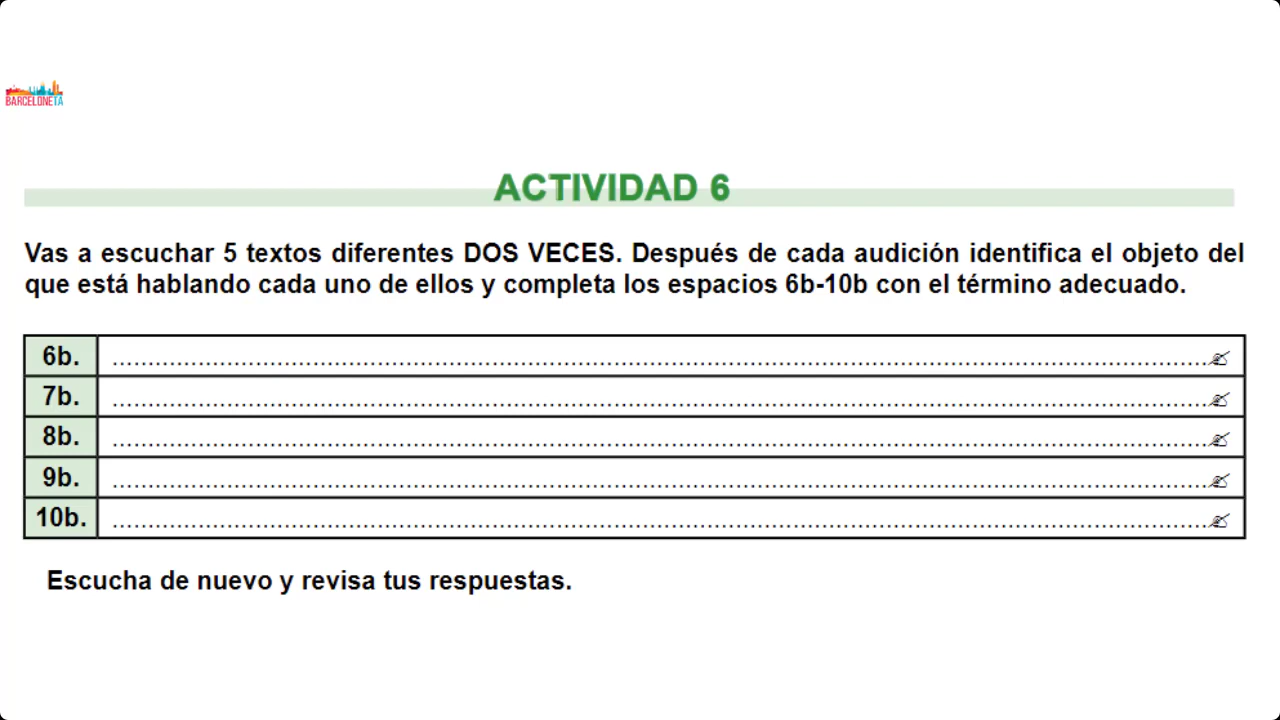 BARCELONETA
ACTIVIDAD 6
Vas a escuchar 5 textos diferentes DOS VECES. Después de cada audición identifica el objeto del
que está hablando cada uno de ellos y completa los espacios 6b-10b con el término adecuado.
6b. ........................................................................................................................................................✍
7b. ........................................................................................................................................................✍
8b. ........................................................................................................................................................✍
9b. ........................................................................................................................................................✍
10b. ........................................................................................................................................................✍
Escucha de nuevo y revisa tus respuestas.